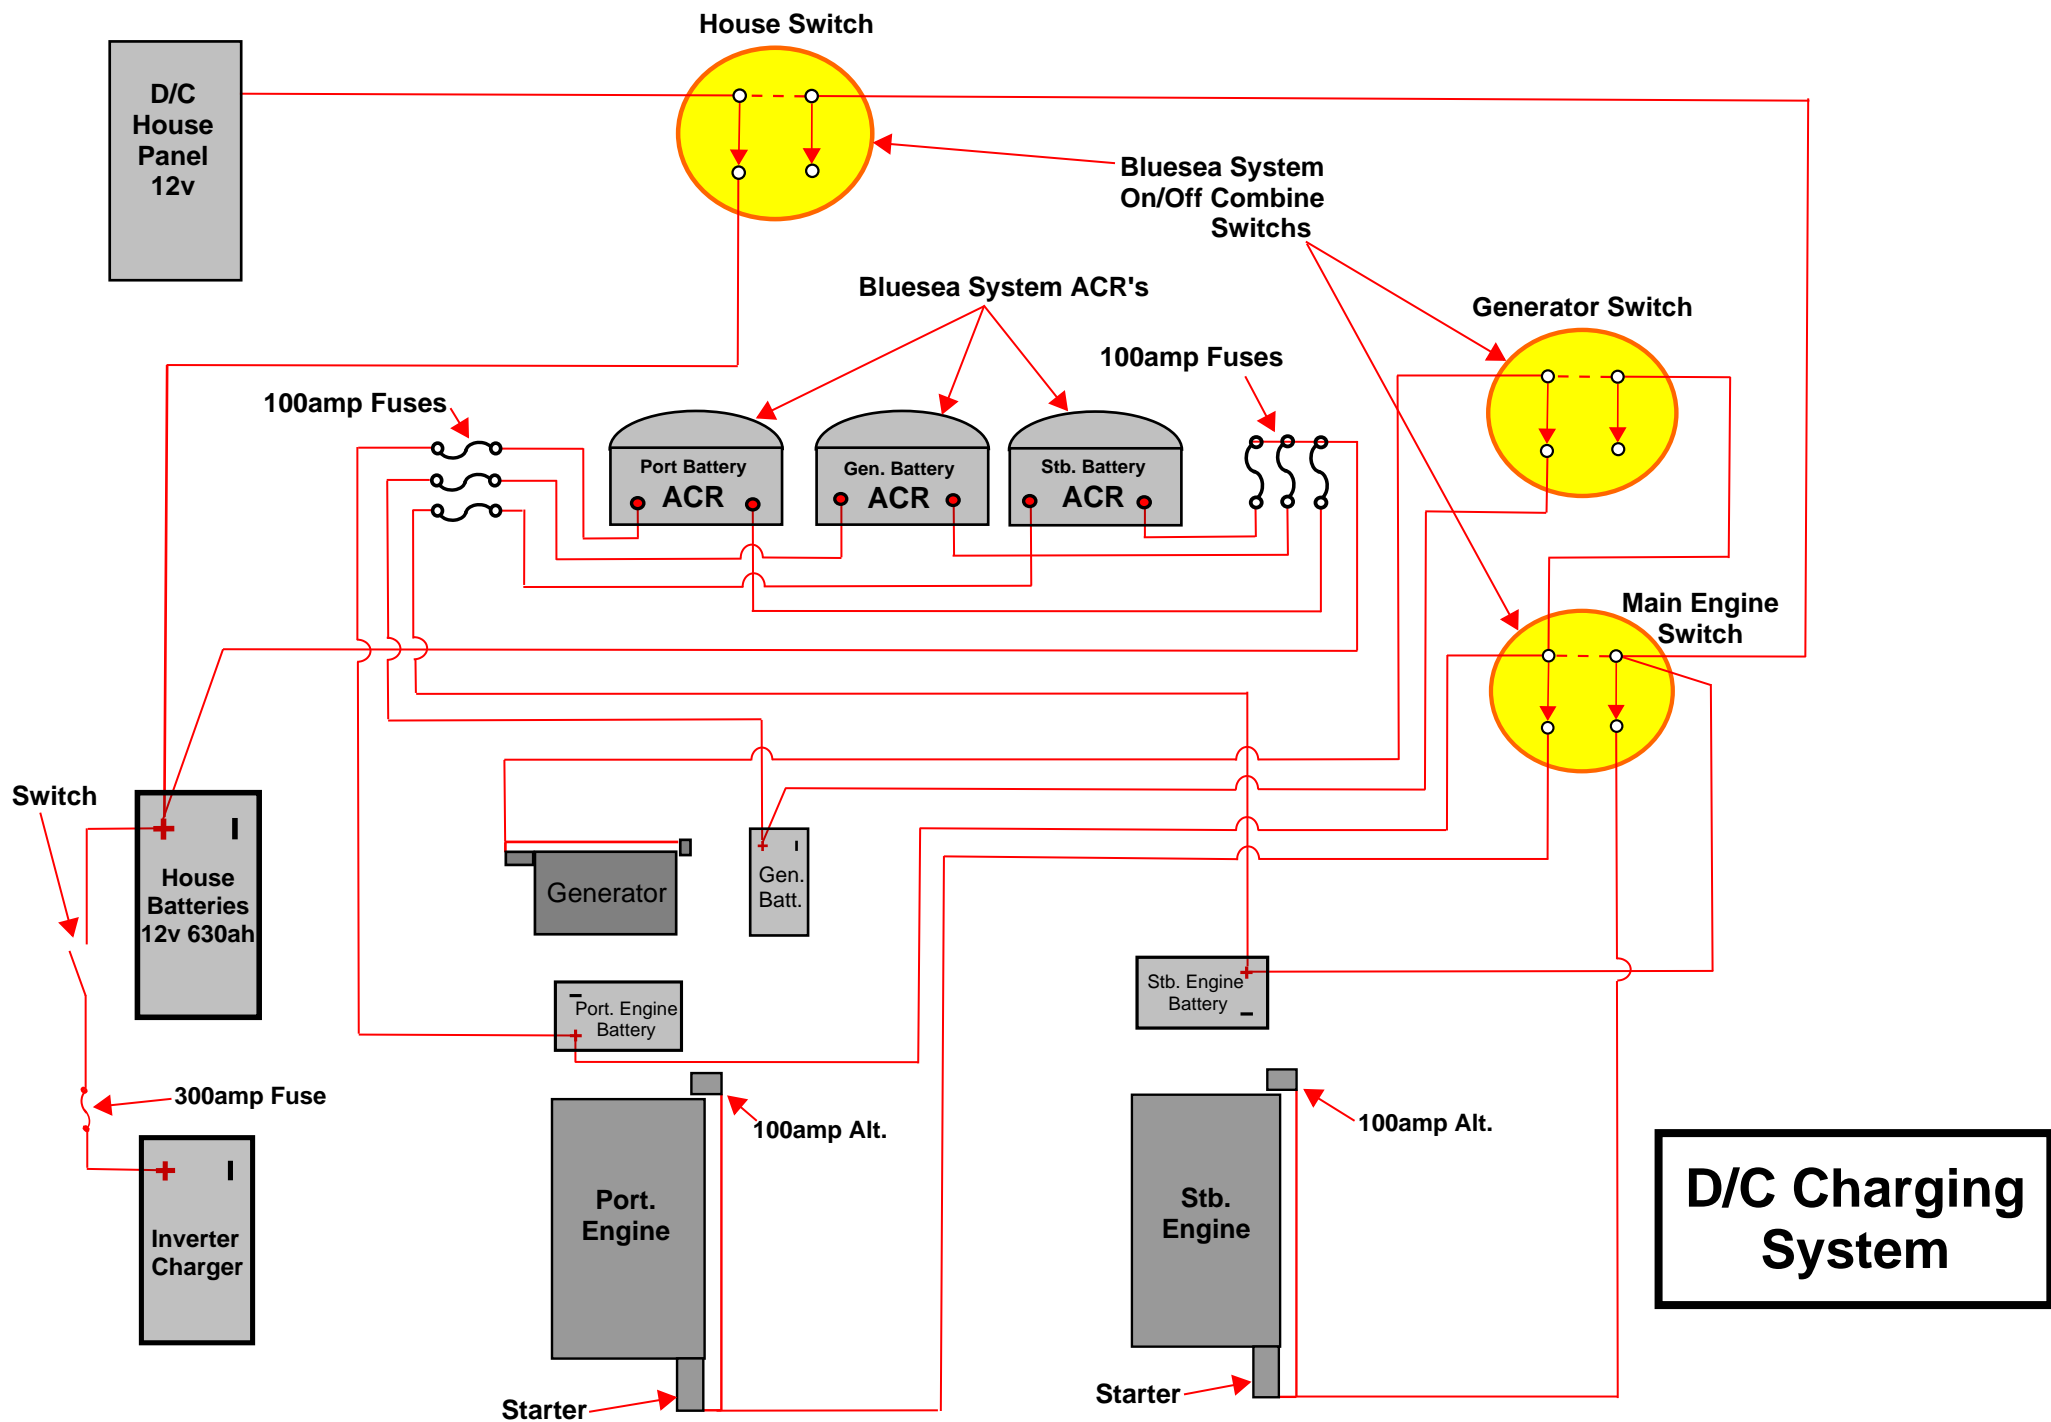 House Switch
D/C
House
Panel
12v
Bluesea System
On/Off Combine
Switchs
Bluesea System ACR's
Generator Switch
100amp Fuses
100amp Fuses
Port Battery
ACR
Gen. Battery
ACR
Stb. Battery
ACR
Main Engine
Switch
Switch
+ I
House
Batteries
12v 630ah
Generator
+ I
Gen.
Batt.
Stb. Engine +
Battery
–
–
Port. Engine
Battery
+
300amp Fuse
100amp Alt.
100amp Alt.
+ I
Inverter
Charger
Port.
Engine
Stb.
Engine
D/C Charging
System
Starter
Starter